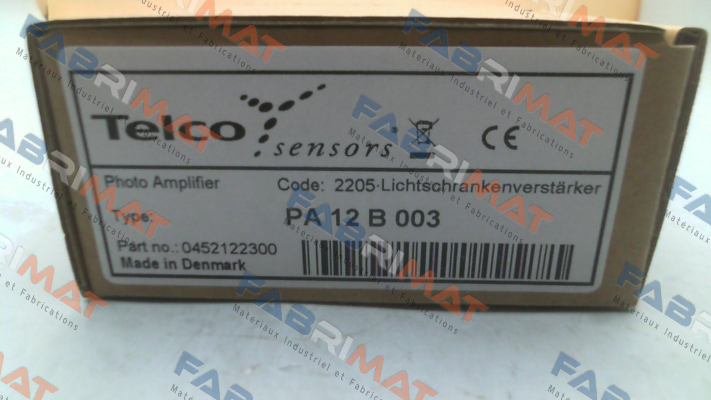 Telco
sensors
CE
Photo Amplifier
Code: 2205-Lichtschrankenverstärker
Type:
PA 12 B 003
Part no.: 0452122300
Made in Denmark
FABRIMAT
Matériaux Industriel et Fabrications